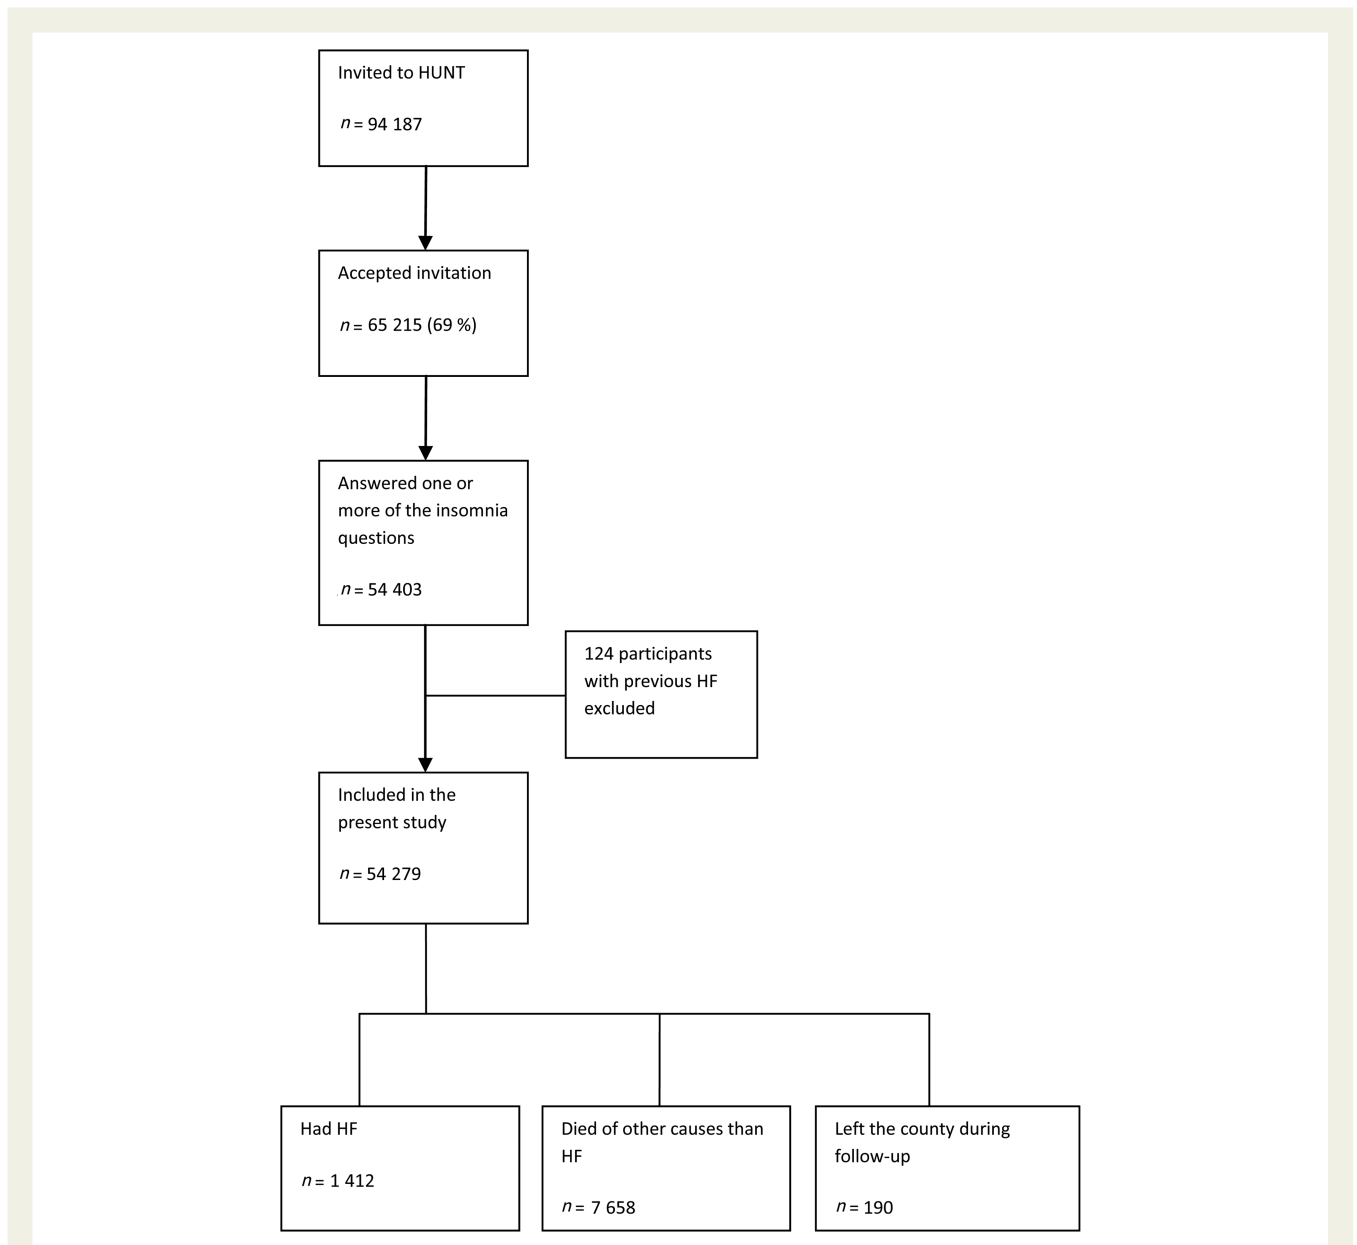 Invited to HUNT
n = 94 187
Accepted invitation
n = 65 215 (69 %)
Answered one or
more of the insomnia
questions
n = 54 403
124 participants
with previous HF
excluded
Included in the
present study
n = 54 279
Had HF
n = 1 412
Died of other causes than
HF
n = 7 658
Left the county during
follow-up
n = 190